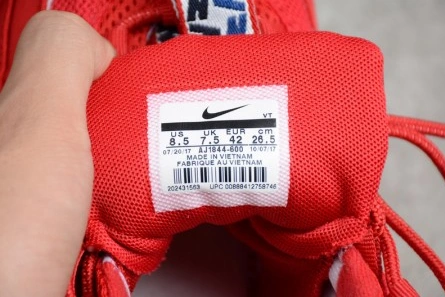 VT
US UK EUR cm
8.5 7.5 42 26.5
07/20/17 AJ1844-600 10/07/17
MADE IN VIETNAM
FABRIQUE AU VIETNAM
202431563 UPC 00888412758746